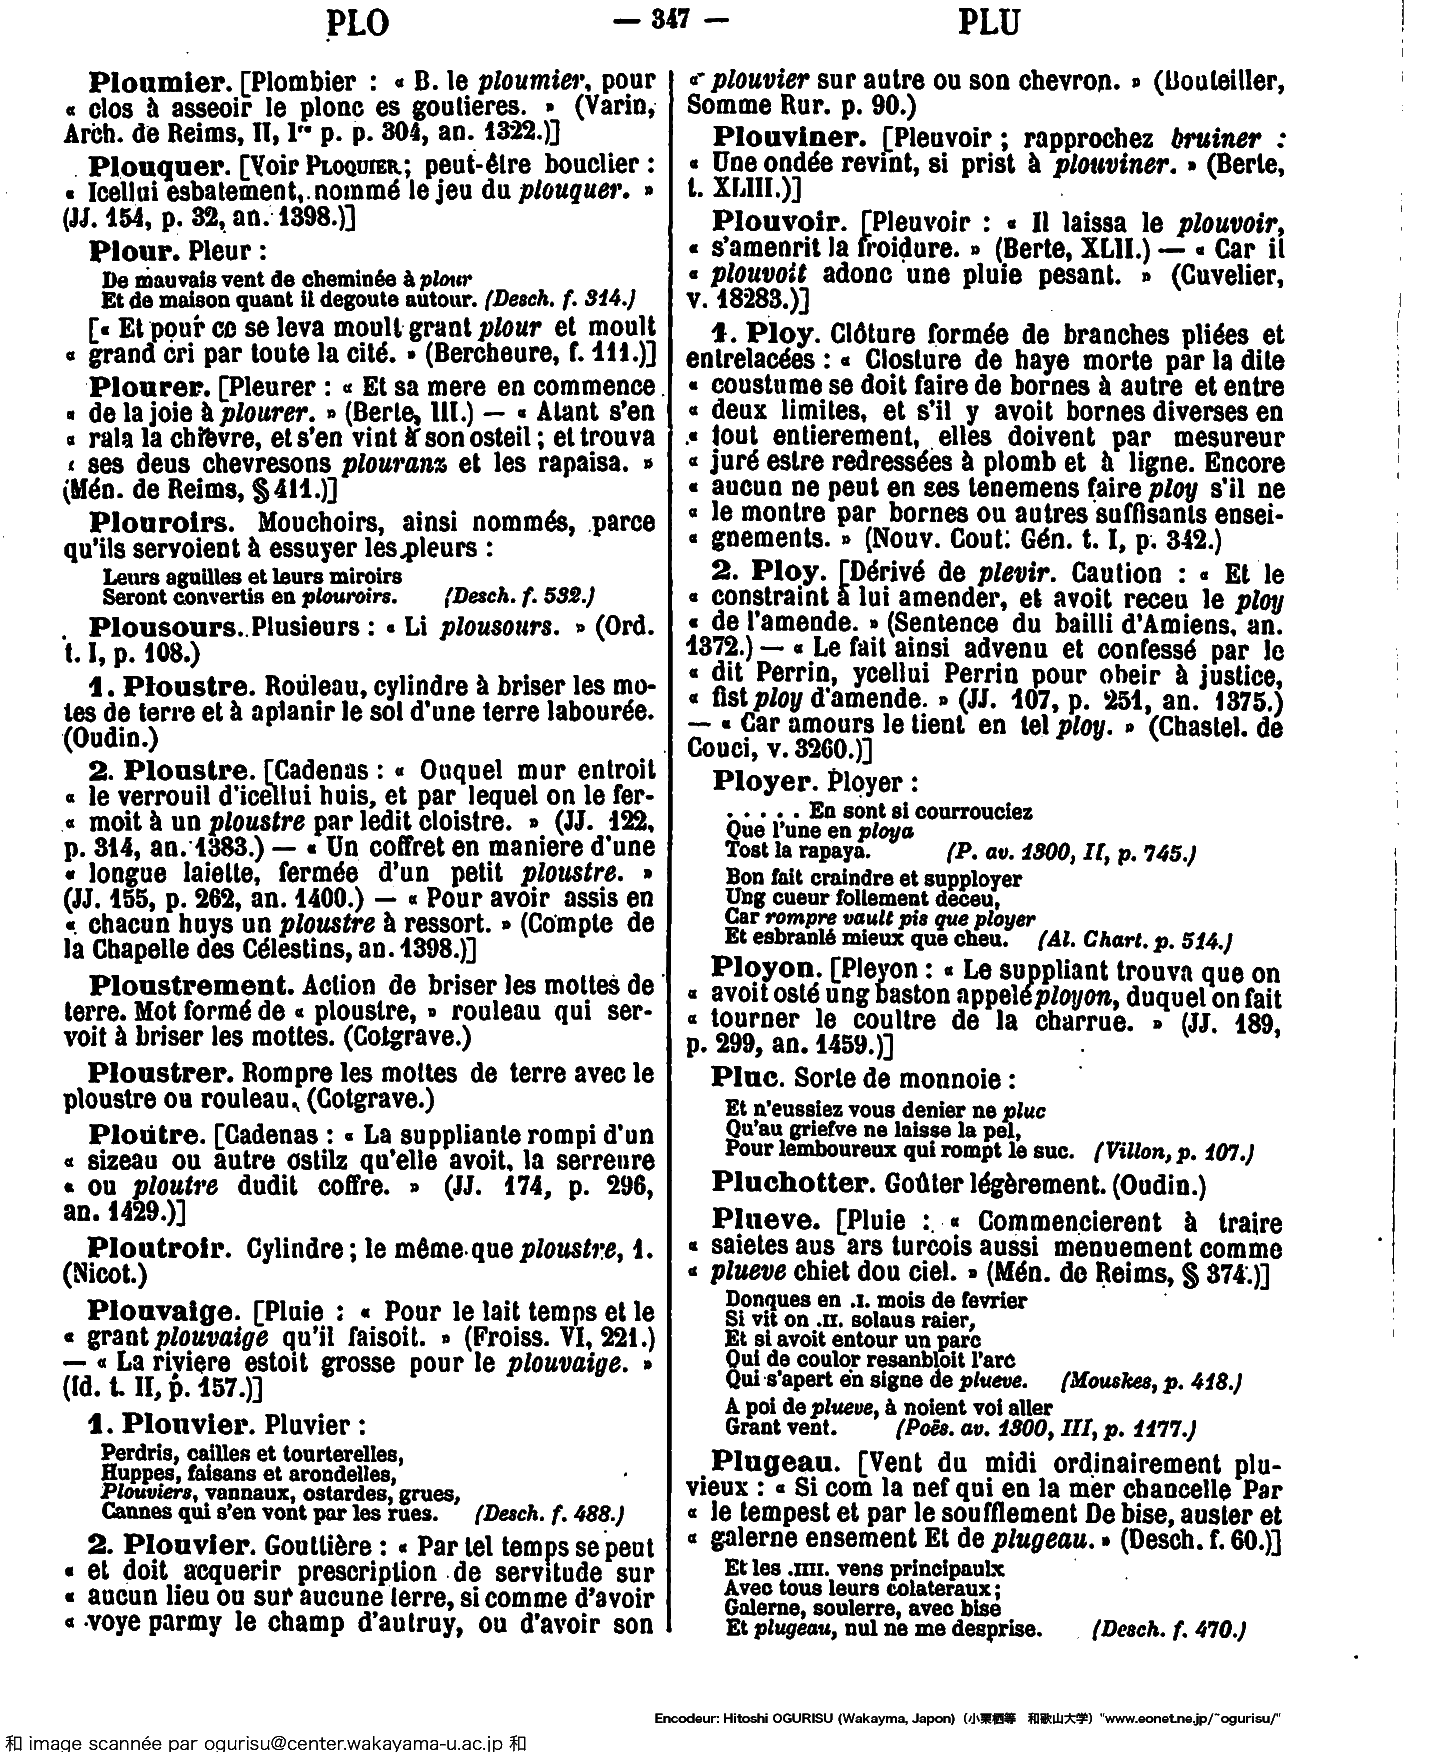 PLO — 347 — PLU
Ploumier. [Plombier : « B. le ploumier, pour
« clos à asseoir le plonc es goutieres. » (Varin,
Arch. de Reims, II, 1re p. p. 304, an. 1322.)]
Plouquer. [Voir PLOQUIER; peut-être bouclier :
« Icellui esbatement, nommé le jeu du plouquer. »
(JJ. 154, p. 32, an. 1398.)]
Plour. Pleur :
De mauvais vent de cheminée à plour
Et de maison quant il degoute autour. (Desch. f. 314.)
[« Et pour ce se leva moult grant plour et moult
« grand cri par toute la cité. » (Bercheure, f. 111.)]
Plourer. [Pleurer : « Et sa mere en commence
« de la joie à plourer. » (Berte, III.) — « Atant s'en
« rala la chievre, et s'en vint à son osteil ; et trouva
« ses deus chevresons plouranz et les rapaisa. »
(Mén. de Reims, § 411.)]
Plouroirs. Mouchoirs, ainsi nommés, parce
qu'ils servoient à essuyer les pleurs :
Leurs aguilles et leurs miroirs
Seront convertis en plouroirs. (Desch. f. 532.)
Plousours. Plusieurs : « Li plousours. » (Ord.
t. I, p. 108.)
1. Ploustre. Rouleau, cylindre à briser les mo-
tes de terre et à aplanir le sol d'une terre labourée.
(Oudin.)
2. Ploustre. [Cadenas : « Ouquel mur entroit
« le verrouil d'icellui huis, et par lequel on le fer-
« moit à un ploustre par ledit cloistre. » (JJ. 122,
p. 314, an. 1383.) — « Un coffret en maniere d'une
« longue laiette, fermée d'un petit ploustre. »
(JJ. 155, p. 262, an. 1400.) — « Pour avoir assis en
« chacun huys un ploustre à ressort. » (Compte de
la Chapelle des Célestins, an. 1398.)]
Ploustrement. Action de briser les mottes de
terre. Mot formé de « ploustre, » rouleau qui ser-
voit à briser les mottes. (Cotgrave.)
Ploustrer. Rompre les mottes de terre avec le
ploustre ou rouleau. (Cotgrave.)
Ploutre. [Cadenas : « La suppliante rompi d'un
« sizeau ou autre ostilz qu'elle avoit, la serreure
« ou ploutre dudit coffre. » (JJ. 174, p. 296,
an. 1429.)]
Ploutroir. Cylindre ; le même que ploustre, 1.
(Nicot.)
Plouvaige. [Pluie : « Pour le lait temps et le
« grant plouvaige qu'il faisoit. » (Froiss. VI, 221.)
— « La riviere estoit grosse pour le plouvaige. »
(Id. t. II, p. 157.)]
1. Plouvier. Pluvier :
Perdris, cailles et tourterelles,
Huppes, faisans et arondelles,
Plouviers, vannaux, ostardes, grues,
Cannes qui s'en vont par les rues. (Desch. f. 488.)
2. Plouvier. Gouttière : « Par tel temps se peut
« et doit acquerir prescription de servitude sur
« aucun lieu ou sur aucune terre, si comme d'avoir
« voye parmy le champ d'autruy, ou d'avoir son
« plouvier sur autre ou son chevron. » (Bouteiller,
Somme Rur. p. 90.)
Plouviner. [Pleuvoir ; rapprochez bruiner :
« Une ondée revint, si prist à plouviner. » (Berte,
t. XLIII.)]
Plouvoir. [Pleuvoir : « Il laissa le plouvoir,
« s'amenrit la froidure. » (Berte, XLII.) — « Car il
« plouvoit adonc une pluie pesant. » (Cuvelier,
v. 18283.)]
1. Ploy. Clôture formée de branches pliées et
entrelacées : « Closture de haye morte par la dite
« coustume se doit faire de bornes à autre et entre
« deux limites, et s'il y avoit bornes diverses en
« tout entierement, elles doivent par mesureur
« juré estre redressées à plomb et à ligne. Encore
« aucun ne peut en ses tenemens faire ploy s'il ne
« le montre par bornes ou autres suffisants ensei-
« gnements. » (Nouv. Cout. Gén. t. I, p. 342.)
2. Ploy. [Dérivé de plevir. Caution : « Et le
« constraint à lui amender, et avoit receu le ploy
« de l'amende. » (Sentence du bailli d'Amiens, an.
1372.) — « Le fait ainsi advenu et confessé par le
« dit Perrin, ycellui Perrin pour obeir à justice,
« fist ploy d'amende. » (JJ. 107, p. 251, an. 1375.)
— « Car amours le tient en tel ploy. » (Chastel. de
Couci, v. 3260.)]
Ployer. Ployer :
. . . . . En sont si courrouciez
Que l'une en ploya
Tost la rapaya. (P. av. 1300, II, p. 745.)
Bon fait craindre et supployer
Ung cueur follement deceu,
Car rompre vault pis que ployer
Et esbranlé mieux que cheu. (Al. Chart. p. 514.)
Ployon. [Pleyon : « Le suppliant trouva que on
« avoit osté ung baston appelé ployon, duquel on fait
« tourner le coultre de la charrue. » (JJ. 189,
p. 299, an. 1459.)]
Pluc. Sorte de monnoie :
Et n'eussiez vous denier ne pluc
Qu'au griefve ne laisse la pel,
Pour lemboureux qui rompt le suc. (Villon, p. 107.)
Pluchotter. Goûter légèrement. (Oudin.)
Plueve. [Pluie : « Commencierent à traire
« saietes aus ars turcois aussi menuement comme
« plueve chiet dou ciel. » (Mén. de Reims, § 374.)]
Donques en .I. mois de fevrier
Si vit on .II. solaus raier,
Et si avoit entour un parc
Qui de coulor resanbloit l'arc
Qui s'apert en signe de plueve. (Mouskes, p. 418.)
A poi de plueve, à noient voi aller
Grant vent. (Poës. av. 1300, III, p. 1177.)
Plugeau. [Vent du midi ordinairement plu-
vieux : « Si com la nef qui en la mer chancelle Par
« le tempest et par le soufflement De bise, auster et
« galerne ensement Et de plugeau. » (Desch. f. 60.)]
Et les .IIII. vens principaulx
Avec tous leurs colateraux ;
Galerne, soulerre, avec bise
Et plugeau, nul ne me desprise. (Desch. f. 470.)
Encodeur: Hitoshi OGURISU (Wakayma, Japon) (小栗栖等 和歌山大学) "www.eonet.ne.jp/~ogurisu/"
和 image scannée par ogurisu@center.wakayama-u.ac.jp 和